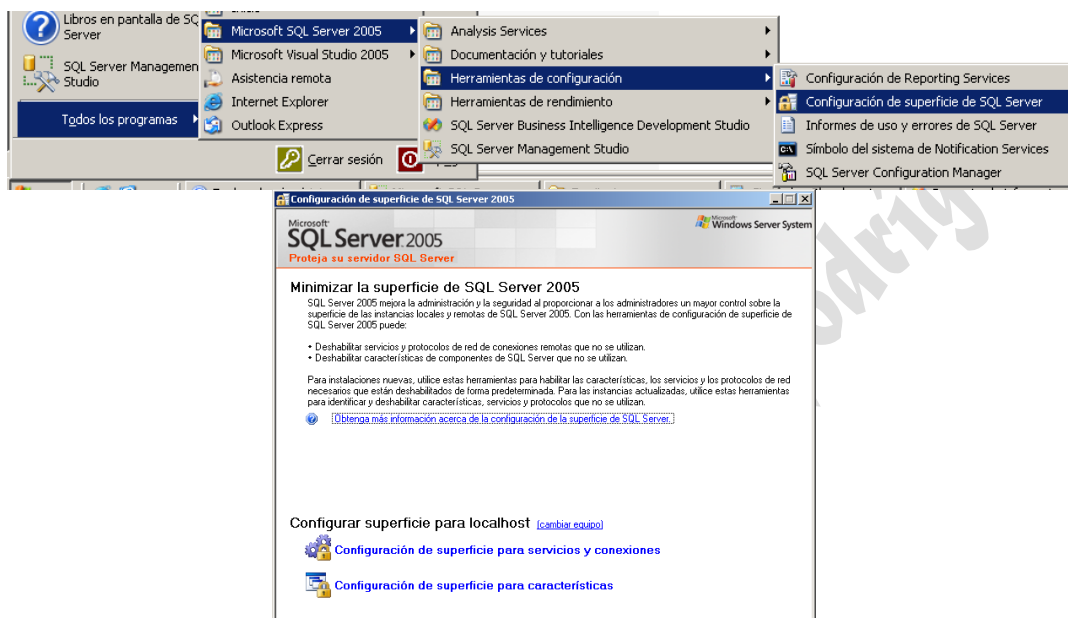 Libros en pantalla de SQ
Server
SQL Server Managemen
Studio
Todos los programas
Inicio
Microsoft SQL Server 2005
Microsoft Visual Studio 2005
Asistencia remota
Internet Explorer
Outlook Express
Cerrar sesión
Analysis Services
Documentación y tutoriales
Herramientas de configuración
Herramientas de rendimiento
SQL Server Business Intelligence Development Studio
SQL Server Management Studio
Configuración de Reporting Services
Configuración de superficie de SQL Server
Informes de uso y errores de SQL Server
Símbolo del sistema de Notification Services
SQL Server Configuration Manager
Configuración de superficie de SQL Server 2005
Microsoft
SQL Server 2005
Proteja su servidor SQL Server
Microsoft
Windows Server System
Minimizar la superficie de SQL Server 2005
SQL Server 2005 mejora la administración y la seguridad al proporcionar a los administradores un mayor control sobre la
superficie de las instancias locales y remotas de SQL Server 2005. Con las herramientas de configuración de superficie de
SQL Server 2005 puede:
• Deshabilitar servicios y protocolos de red de conexiones remotas que no se utilizan.
• Deshabilitar características de componentes de SQL Server que no se utilizan.
Para instalaciones nuevas, utilice estas herramientas para habilitar las características, los servicios y los protocolos de red
necesarios que están deshabilitados de forma predeterminada. Para las instancias actualizadas, utilice estas herramientas
para identificar y deshabilitar características, servicios y protocolos que no se utilizan.
Obtenga más información acerca de la configuración de la superficie de SQL Server.
Configurar superficie para localhost (cambiar equipo)
Configuración de superficie para servicios y conexiones
Configuración de superficie para características